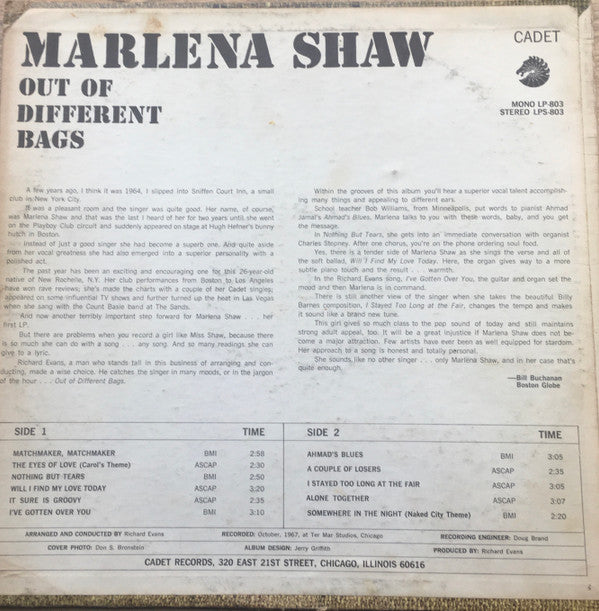 MARLENA SHAW
OUT OF
DIFFERENT
BAGS
CADET
MONO LP-803
STEREO LPS-803
A few years ago, I think it was 1964, I slipped into Sniffen Court Inn, a small
club in New York City.
It was a pleasant room and the singer was quite good. Her name, of course,
was Marlena Shaw and that was the last I heard of her for two years until she went
on the Playboy Club circuit and suddenly appeared on stage at Hugh Hefner's bunny
hutch in Boston.
Instead of just a good singer she had become a superb one. And quite aside
from her vocal greatness she had also emerged into a superior personality with a
polished act.
The past year has been an exciting and encouraging one for this 26-year-old
native of New Rochelle, N.Y. Her club performances from Boston to Los Angeles
have won rave reviews; she's made the charts with a couple of her Cadet singles;
appeared on some influential TV shows and further turned up the heat in Las Vegas
when she sang with the Count Basie band at The Sands.
And now another terribly important step forward for Marlena Shaw . . . her
first LP.
But there are problems when you record a girl like Miss Shaw, because there
is so much she can do with a song . . . any song. And so many readings she can
give to a lyric.
Richard Evans, a man who stands tall in this business of arranging and con-
ducting, made a wise choice. He catches the singer in many moods, or in the jargon
of the hour . . . Out of Different Bags.
Within the grooves of this album you'll hear a superior vocal talent accomplish-
ing many things and appealing to different ears.
School teacher Bob Williams, from Minneapolis, put words to pianist Ahmad
Jamal's Ahmad's Blues. Marlena talks to you with these words, baby, and you get
the message.
In Nothing But Tears, she gets into an immediate conversation with organist
Charles Stepney. After one chorus, you're on the phone ordering soul food.
Yes, there is a tender side of Marlena Shaw as she sings the verse and all of
the soft ballad, Will I Find My Love Today. Here, the organ gives way to a more
subtle piano touch and the result . . . warmth.
In the Richard Evans song, I've Gotten Over You, the guitar and organ set the
mood and then Marlena is in command.
There is still another view of the singer when she takes the beautiful Billy
Barnes composition, I Stayed Too Long at the Fair, changes the tempo and makes
it sound like a brand new tune.
This girl gives so much class to the pop sound of today and still maintains
strong adult appeal, too. It will be a great injustice if Marlena Shaw does not be-
come a major attraction. Few artists have ever been as well equipped for stardom.
Her approach to a song is honest and totally personal.
She sounds like no other singer . . . only Marlena Shaw, and in her case that's
quite enough.
—Bill Buchanan
Boston Globe
SIDE 1 TIME
MATCHMAKER, MATCHMAKER BMI 2:58
THE EYES OF LOVE (Carol's Theme) ASCAP 2:30
NOTHING BUT TEARS BMI 2:50
WILL I FIND MY LOVE TODAY ASCAP 3:20
IT SURE IS GROOVY ASCAP 2:35
I'VE GOTTEN OVER YOU BMI 3:10
SIDE 2 TIME
AHMAD'S BLUES BMI 3:05
A COUPLE OF LOSERS ASCAP 2:35
I STAYED TOO LONG AT THE FAIR ASCAP 3:05
ALONE TOGETHER ASCAP 3:07
SOMEWHERE IN THE NIGHT (Naked City Theme) BMI 2:20
ARRANGED AND CONDUCTED BY Richard Evans RECORDED: October, 1967, at Ter Mar Studios, Chicago RECORDING ENGINEER: Doug Brand
COVER PHOTO: Don S. Bronstein ALBUM DESIGN: Jerry Griffith PRODUCED BY: Richard Evans
CADET RECORDS, 320 EAST 21ST STREET, CHICAGO, ILLINOIS 60616